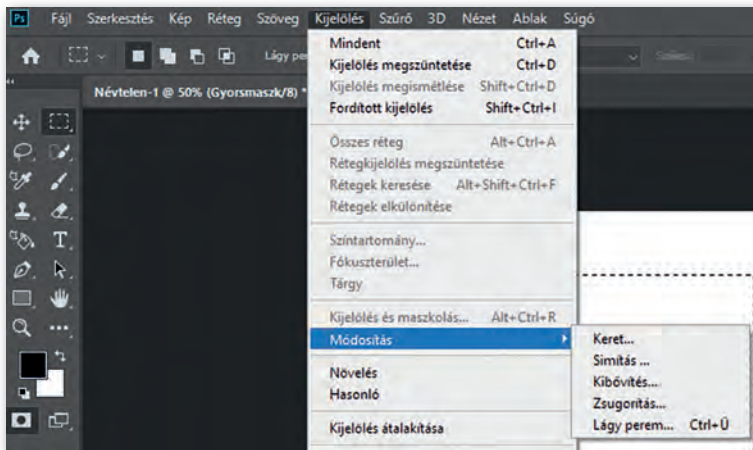 Ps Fájl Szerkesztés Kép Réteg Szöveg Kijelölés Szűrő 3D Nézet Ablak Súgó
Lágy
Névtelen-1 @ 50% (Gyorsmaszk/8) *
Mindent Ctrl+A
Kijelölés megszüntetése Ctrl+D
Kijelölés megismétlése Shift+Ctrl+D
Fordított kijelölés Shift+Ctrl+I
Összes réteg Alt+Ctrl+A
Rétegkijelölés megszüntetése
Rétegek keresése Alt+Shift+Ctrl+F
Rétegek elkülönítése
Színtartomány...
Fókuszterület...
Tárgy
Kijelölés és maszkolás... Alt+Ctrl+R
Módosítás
Növelés
Hasonló
Kijelölés átalakítása
Keret...
Simítás ...
Kibővítés...
Zsugorítás...
Lágy perem... Ctrl+Ü